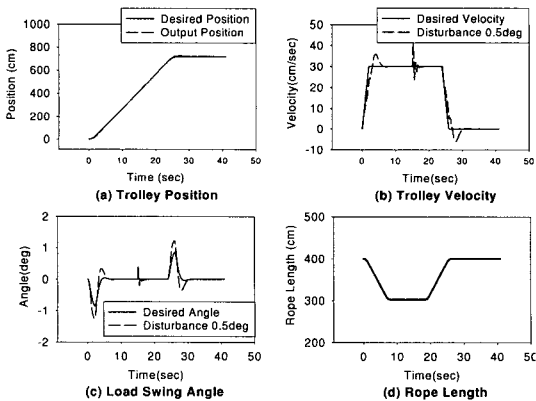 Desired Position
Output Position
Position (cm)
1000
800
600
400
200
0
0 10 20 30 40 50
Time (sec)
(a) Trolley Position
Desired Velocity
Disturbance 0.5deg
Velocity(cm/sec)
50
40
30
20
10
0
-10
0 10 20 30 40 50
Time(sec)
(b) Trolley Velocity
Angle(deg)
2
1
0
-1
-2
Desired Angle
Disturbance 0.5deg
0 10 20 30 40 50
Time(sec)
(c) Load Swing Angle
Rope Length (cm)
500
400
300
200
0 10 20 30 40 50
Time(sec)
(d) Rope Length